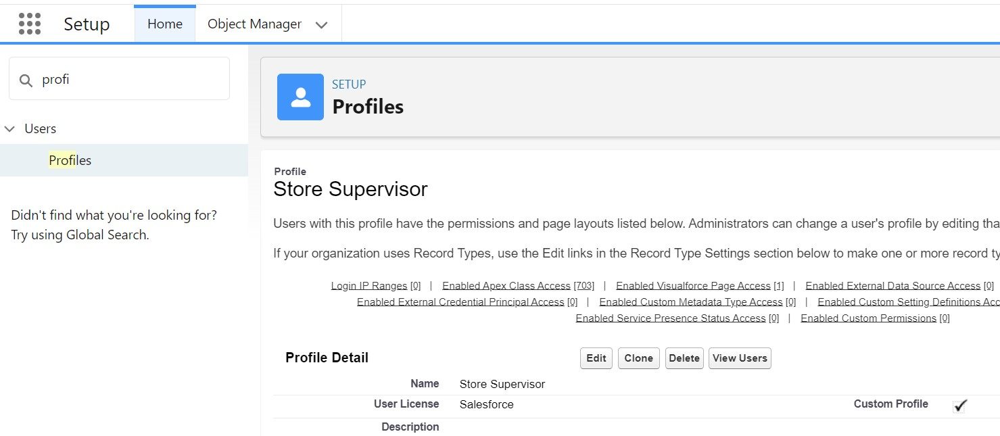 Setup Home Object Manager
profi
Users
Profiles
Didn't find what you're looking for?
Try using Global Search.
SETUP
Profiles
Profile
Store Supervisor
Users with this profile have the permissions and page layouts listed below. Administrators can change a user's profile by editing
If your organization uses Record Types, use the Edit links in the Record Type Settings section below to make one or more record
Login IP Ranges [0] | Enabled Apex Class Access [703] | Enabled Visualforce Page Access [1] | Enabled External Data Source Access [0]
Enabled External Credential Principal Access [0] | Enabled Custom Metadata Type Access [0] | Enabled Custom Setting Definitions
Enabled Service Presence Status Access [0] | Enabled Custom Permissions [0]
Profile Detail Edit Clone Delete View Users
Name Store Supervisor
User License Salesforce Custom Profile
Description